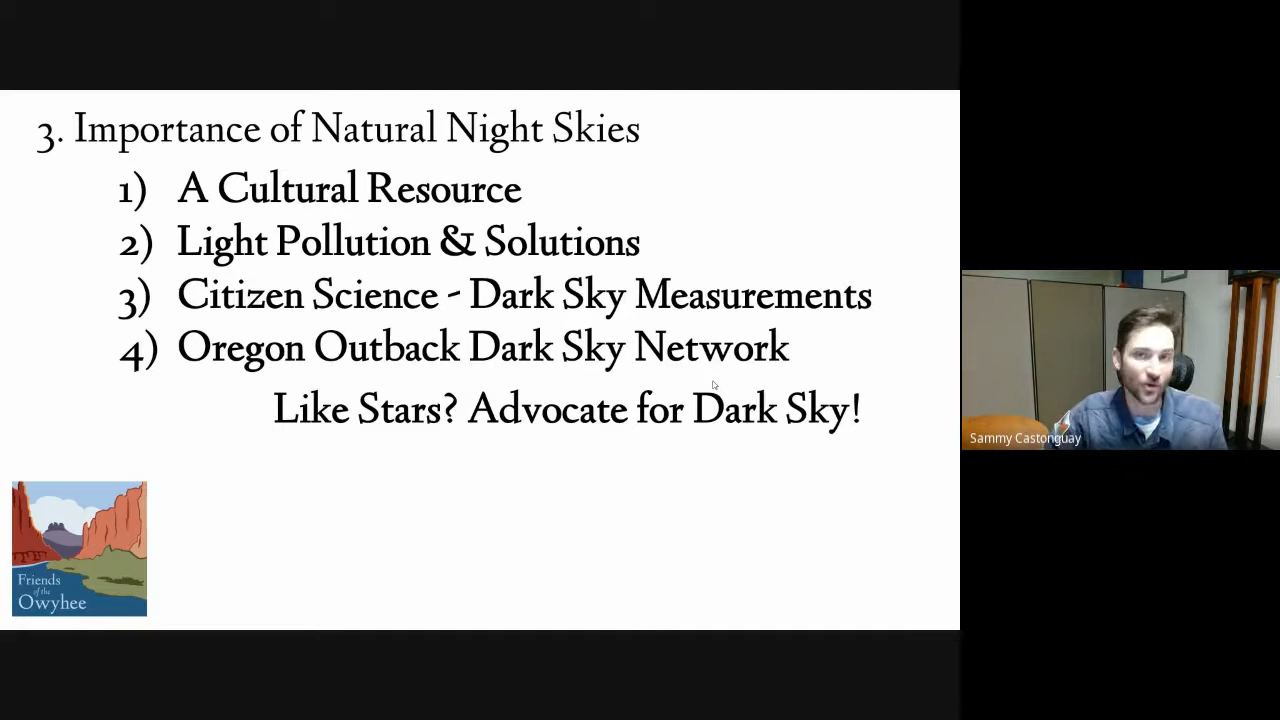 3. Importance of Natural Night Skies
1) A Cultural Resource
2) Light Pollution & Solutions
3) Citizen Science - Dark Sky Measurements
4) Oregon Outback Dark Sky Network
Like Stars? Advocate for Dark Sky!
Sammy Castonguay
Friends
of the
Owyhee